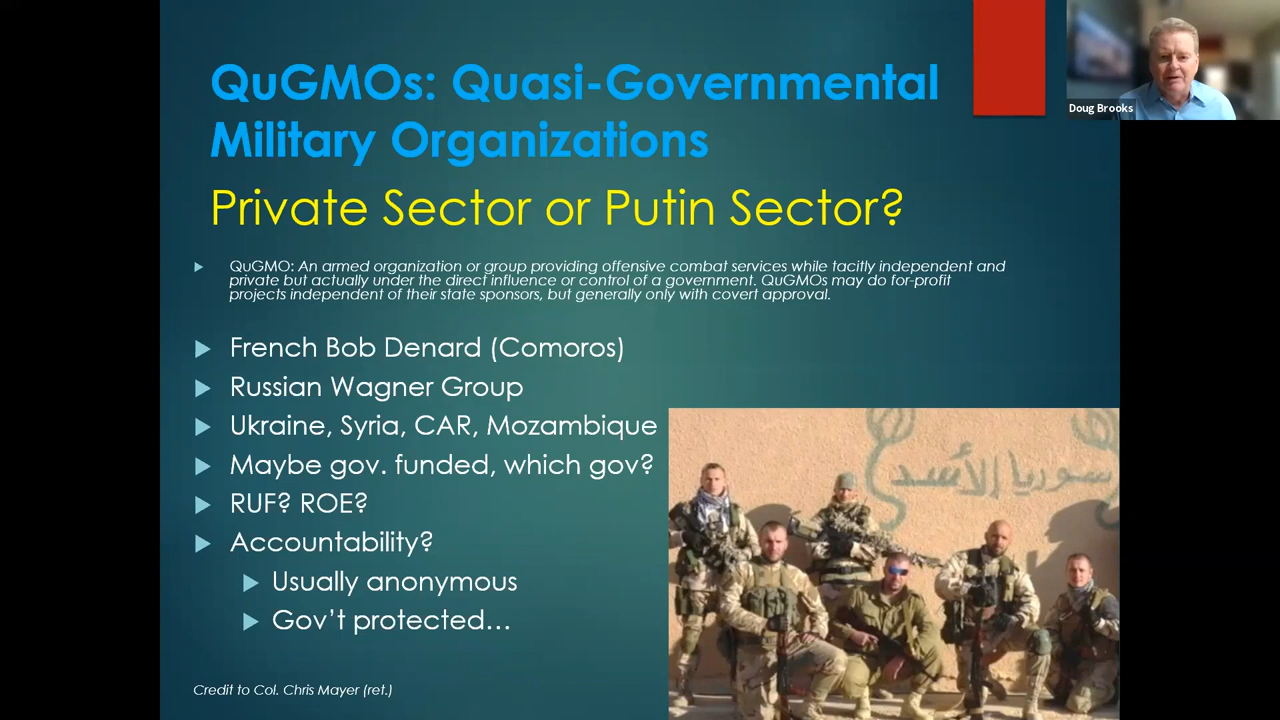 QuGMOs: Quasi-Governmental
Military Organizations
Private Sector or Putin Sector?
Doug Brooks
QuGMO: An armed organization or group providing offensive combat services while tacitly independent and
private but actually under the direct influence or control of a government. QuGMOs may do for-profit
projects independent of their state sponsors, but generally only with covert approval.
French Bob Denard (Comoros)
Russian Wagner Group
Ukraine, Syria, CAR, Mozambique
Maybe gov. funded, which gov?
RUF? ROE?
Accountability?
Usually anonymous
Gov't protected...
سوريا الأسد
Credit to Col. Chris Mayer (ret.)